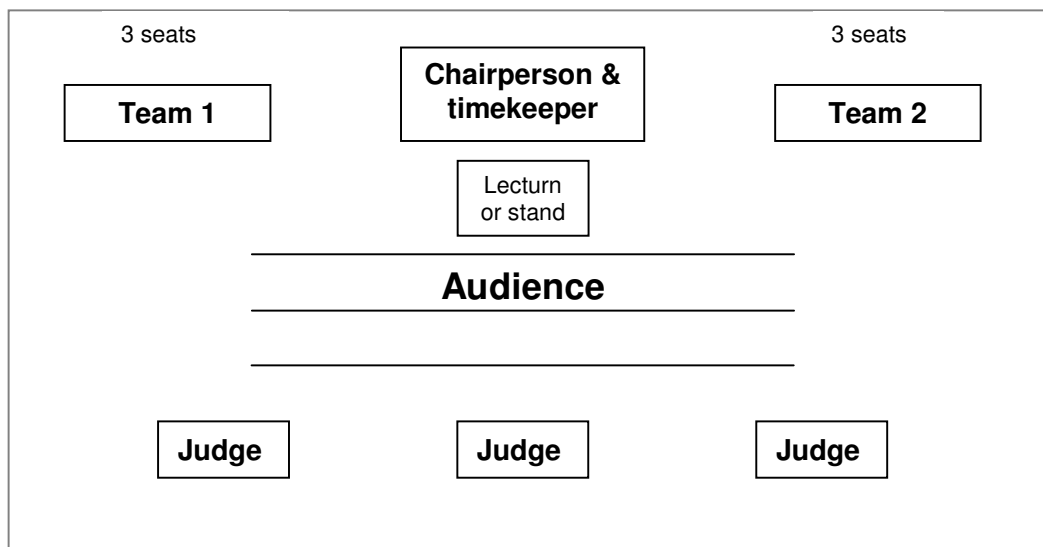 3 seats
3 seats
Chairperson &
timekeeper
Team 1
Team 2
Lecturn
or stand
Audience
Judge
Judge
Judge